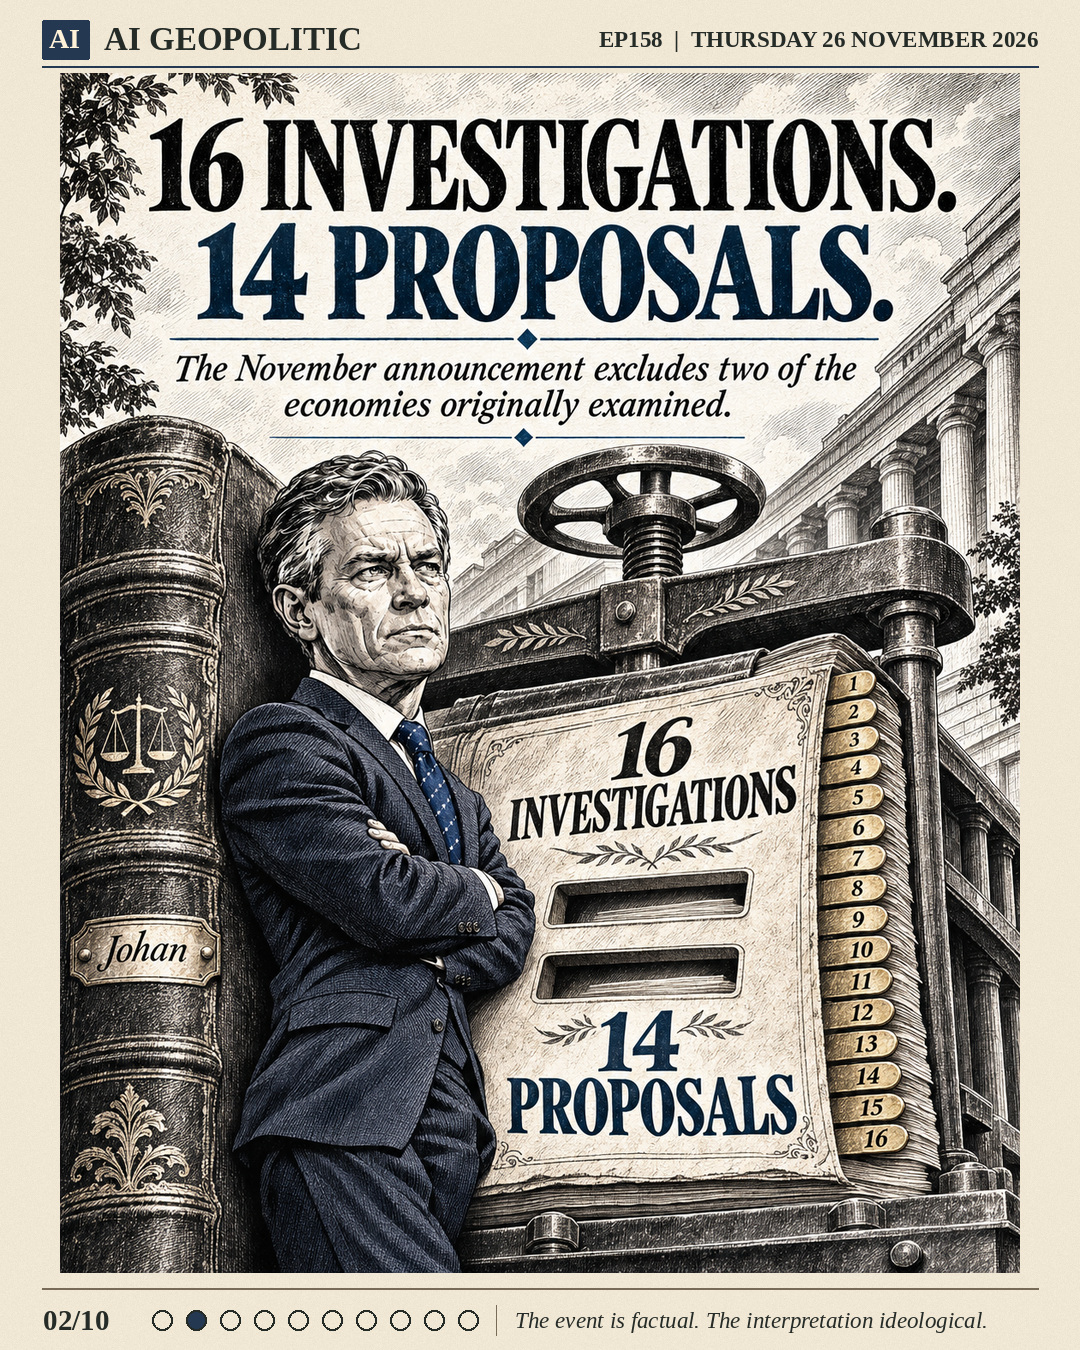 AI AI GEOPOLITIC
EP158 | THURSDAY 26 NOVEMBER 2026
16 INVESTIGATIONS.
14 PROPOSALS.
The November announcement excludes two of the
economies originally examined.
Johan
16
INVESTIGATIONS
14
PROPOSALS
1
2
3
4
5
6
7
8
9
10
11
12
13
14
15
16
02/10
The event is factual. The interpretation ideological.